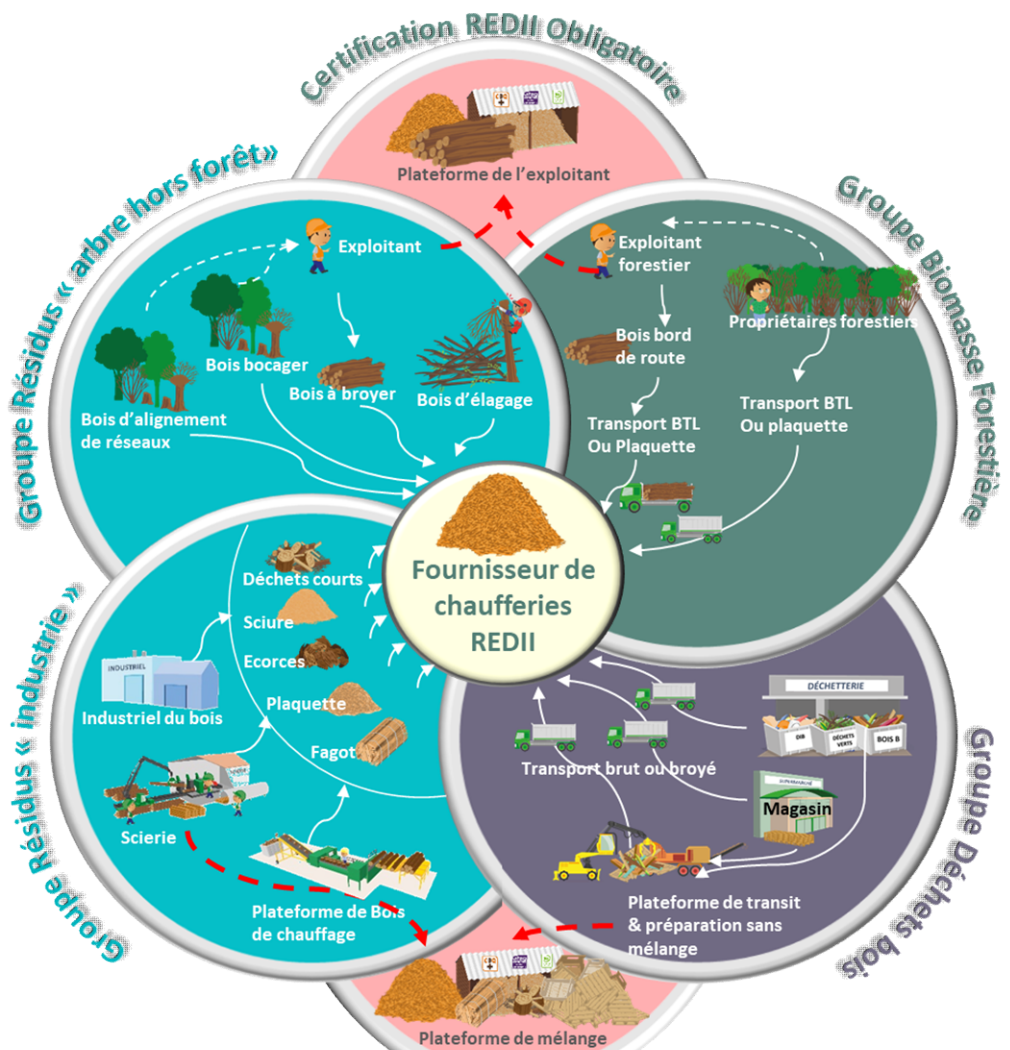 Certification REDII Obligatoire
Plateforme de l'exploitant
Groupe Résidus « arbre hors forêt»
Exploitant
Bois bocager
Bois à broyer
Bois d'élagage
Bois d'alignement
de réseaux
Groupe Biomasse Forestière
Exploitant
forestier
Propriétaires forestiers
Bois bord
de route
Transport BTL
Ou Plaquette
Transport BTL
Ou plaquette
Fournisseur de
chaufferies
REDII
Groupe Résidus « industrie »
Déchets courts
Sciure
Ecorces
Plaquette
Fagot
INDUSTRIEL
Industriel du bois
Scierie
Plateforme de Bois
de chauffage
Groupe Déchets bois
DÉCHETTERIE
DIB
DÉCHETS
VERTS
BOIS B
Transport brut ou broyé
SUPERMARCHÉ
Magasin
Plateforme de transit
& préparation sans
mélange
Plateforme de mélange